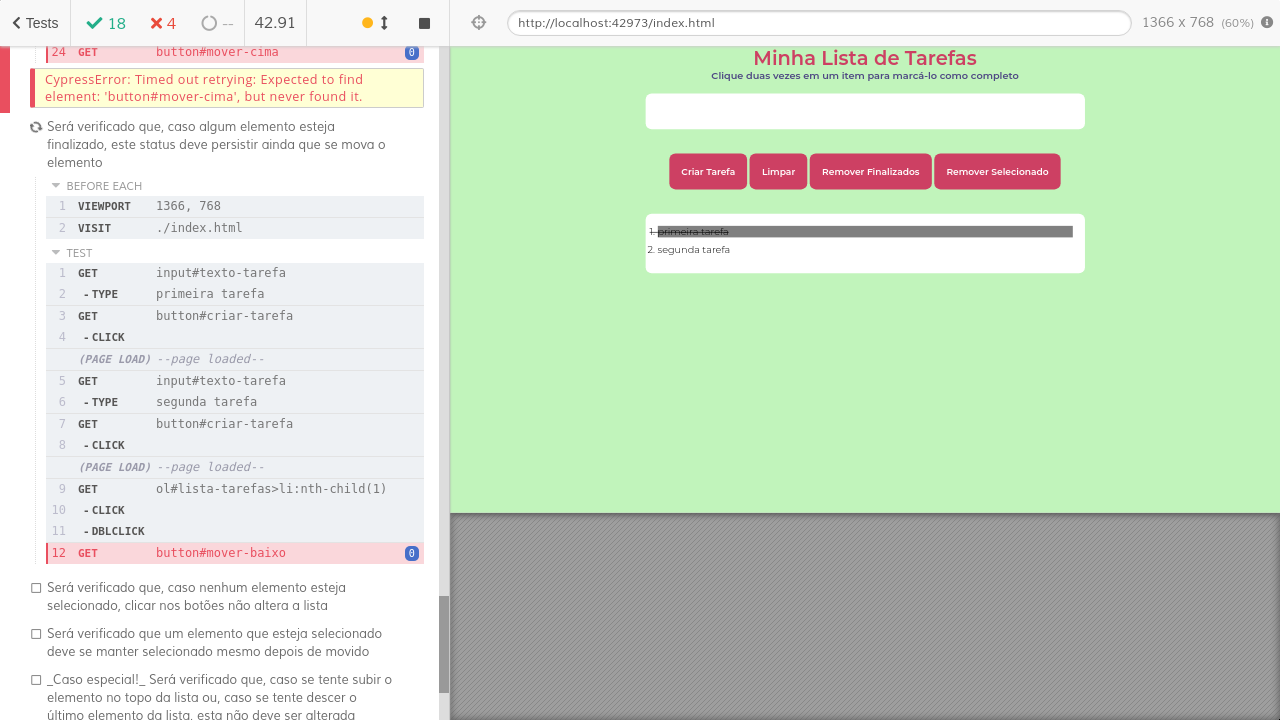 Tests
18
4
--
42.91
24 GET button#mover-cima 0
CypressError: Timed out retrying: Expected to find
element: 'button#mover-cima', but never found it.
Será verificado que, caso algum elemento esteja
finalizado, este status deve persistir ainda que se mova o
elemento
BEFORE EACH
1 VIEWPORT 1366, 768
2 VISIT ./index.html
TEST
1 GET input#texto-tarefa
2 -TYPE primeira tarefa
3 GET button#criar-tarefa
4 -CLICK
(PAGE LOAD) --page loaded--
5 GET input#texto-tarefa
6 -TYPE segunda tarefa
7 GET button#criar-tarefa
8 -CLICK
(PAGE LOAD) --page loaded--
9 GET ol#lista-tarefas>li:nth-child(1)
10 -CLICK
11 -DBLCLICK
12 GET button#mover-baixo 0
Será verificado que, caso nenhum elemento esteja
selecionado, clicar nos botões não altera a lista
Será verificado que um elemento que esteja selecionado
deve se manter selecionado mesmo depois de movido
_Caso especial!_ Será verificado que, caso se tente subir o
elemento no topo da lista ou, caso se tente descer o
último elemento da lista, esta não deve ser alterada
http://localhost:42973/index.html
1366 x 768 (60%)
Minha Lista de Tarefas
Clique duas vezes em um item para marcá-lo como completo
Criar Tarefa
Limpar
Remover Finalizados
Remover Selecionado
1. primeira tarefa
2. segunda tarefa